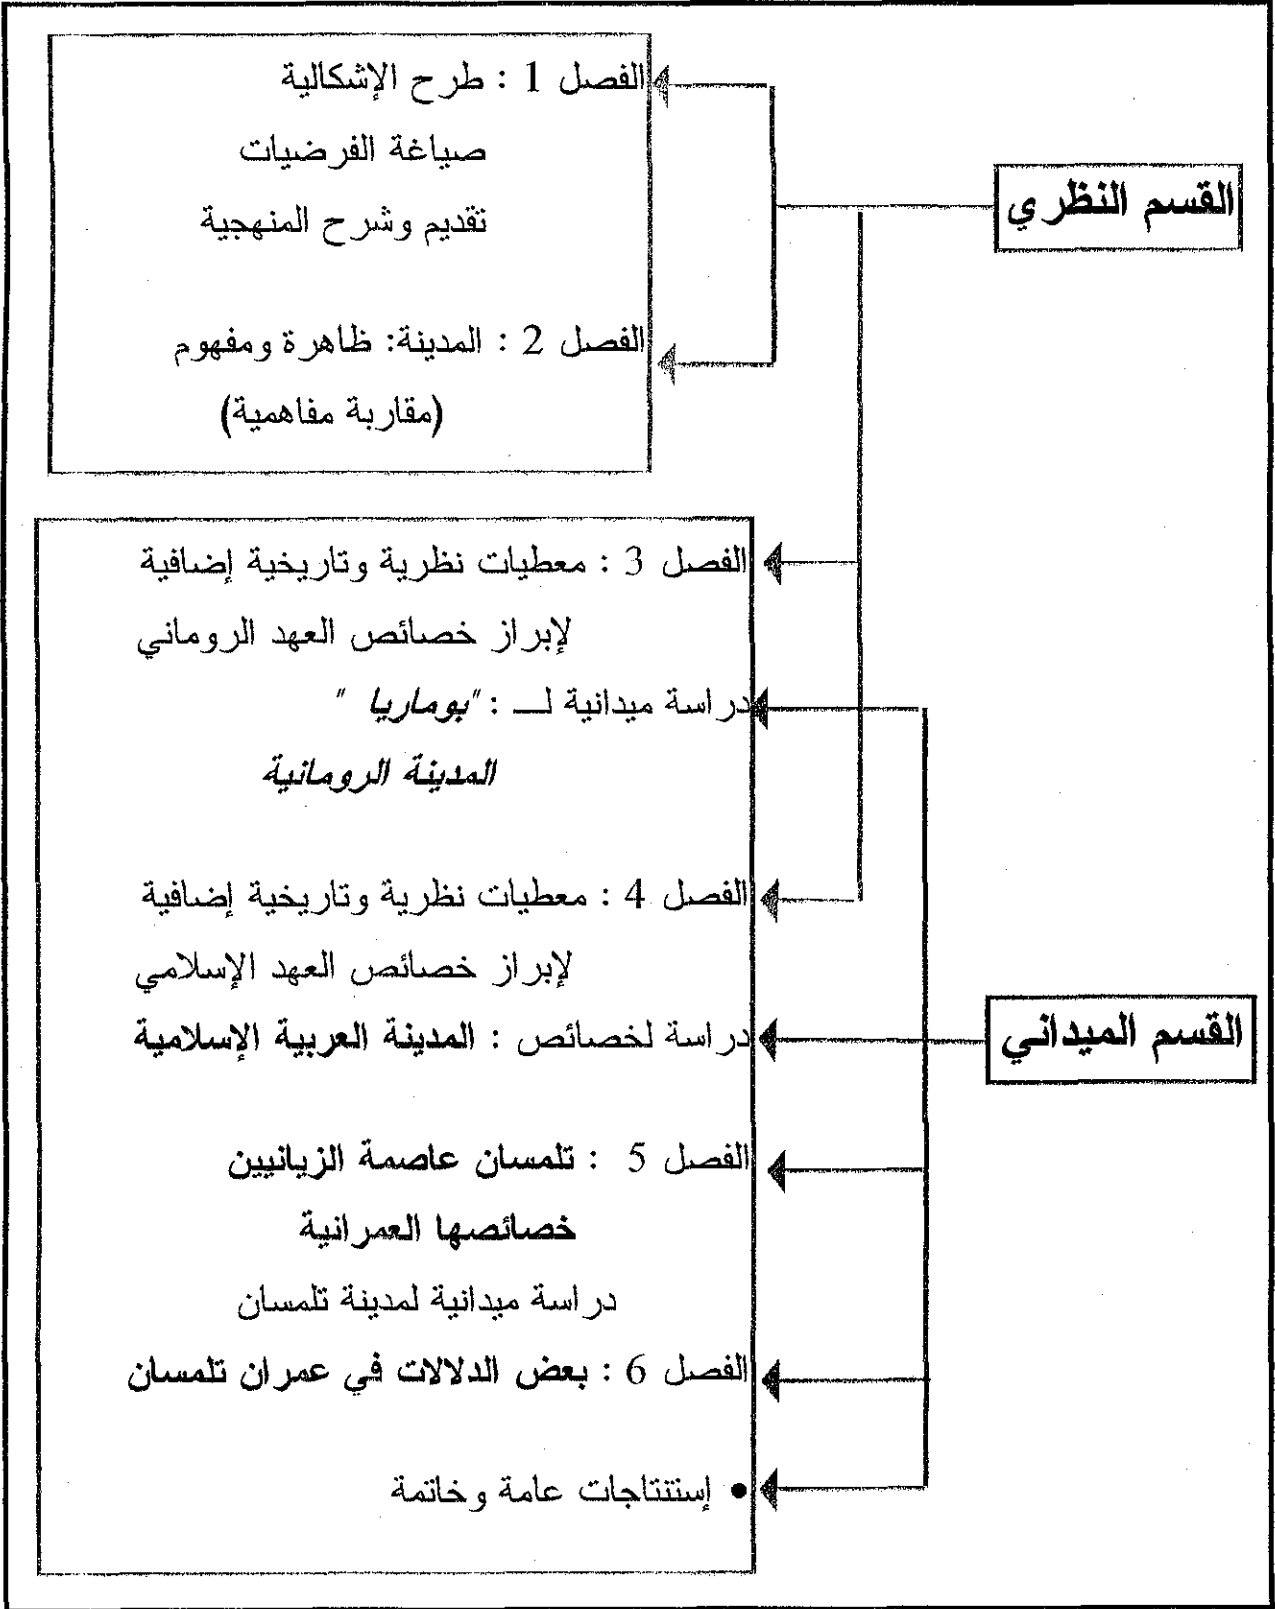 القسم النظري
الفصل 1 : طرح الإشكالية
صياغة الفرضيات
تقديم وشرح المنهجية
الفصل 2 : المدينة: ظاهرة ومفهوم
(مقاربة مفاهمية)
الفصل 3 : معطيات نظرية وتاريخية إضافية
لإبراز خصائص العهد الروماني
دراسة ميدانية لــ : "بوماريا "
المدينة الرومانية
الفصل 4 : معطيات نظرية وتاريخية إضافية
لإبراز خصائص العهد الإسلامي
القسم الميداني
دراسة لخصائص : المدينة العربية الإسلامية
الفصل 5 : تلمسان عاصمة الزيانيين
خصائصها العمرانية
دراسة ميدانية لمدينة تلمسان
الفصل 6 : بعض الدلالات في عمران تلمسان
• إستنتاجات عامة وخاتمة